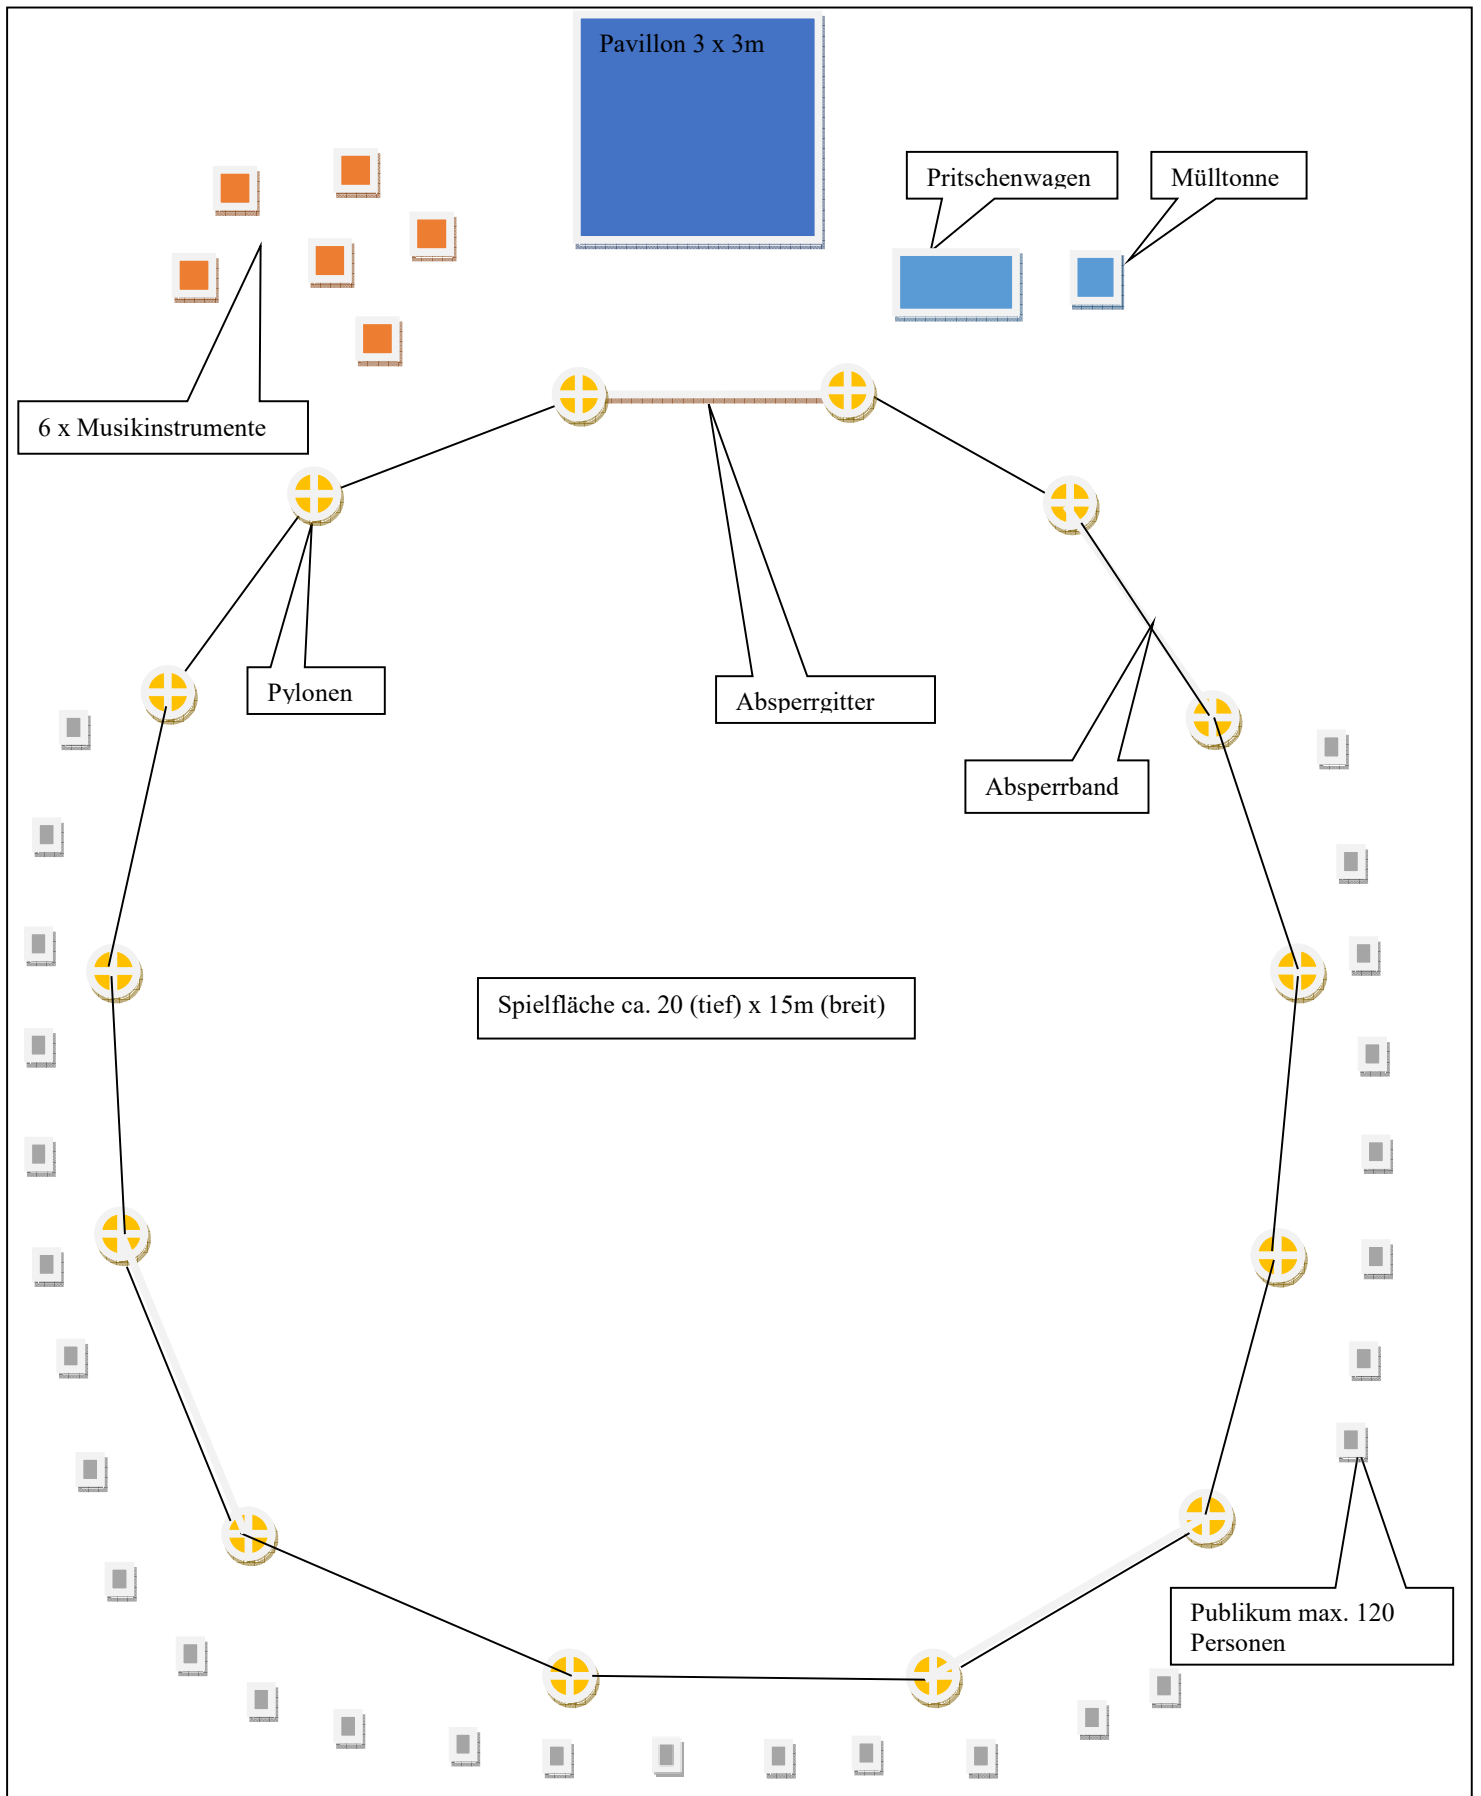 Pavillon 3 x 3m
Pritschenwagen
Mülltonne
6 x Musikinstrumente
Pylonen
Absperrgitter
Absperrband
Spielfläche ca. 20 (tief) x 15m (breit)
Publikum max. 120
Personen